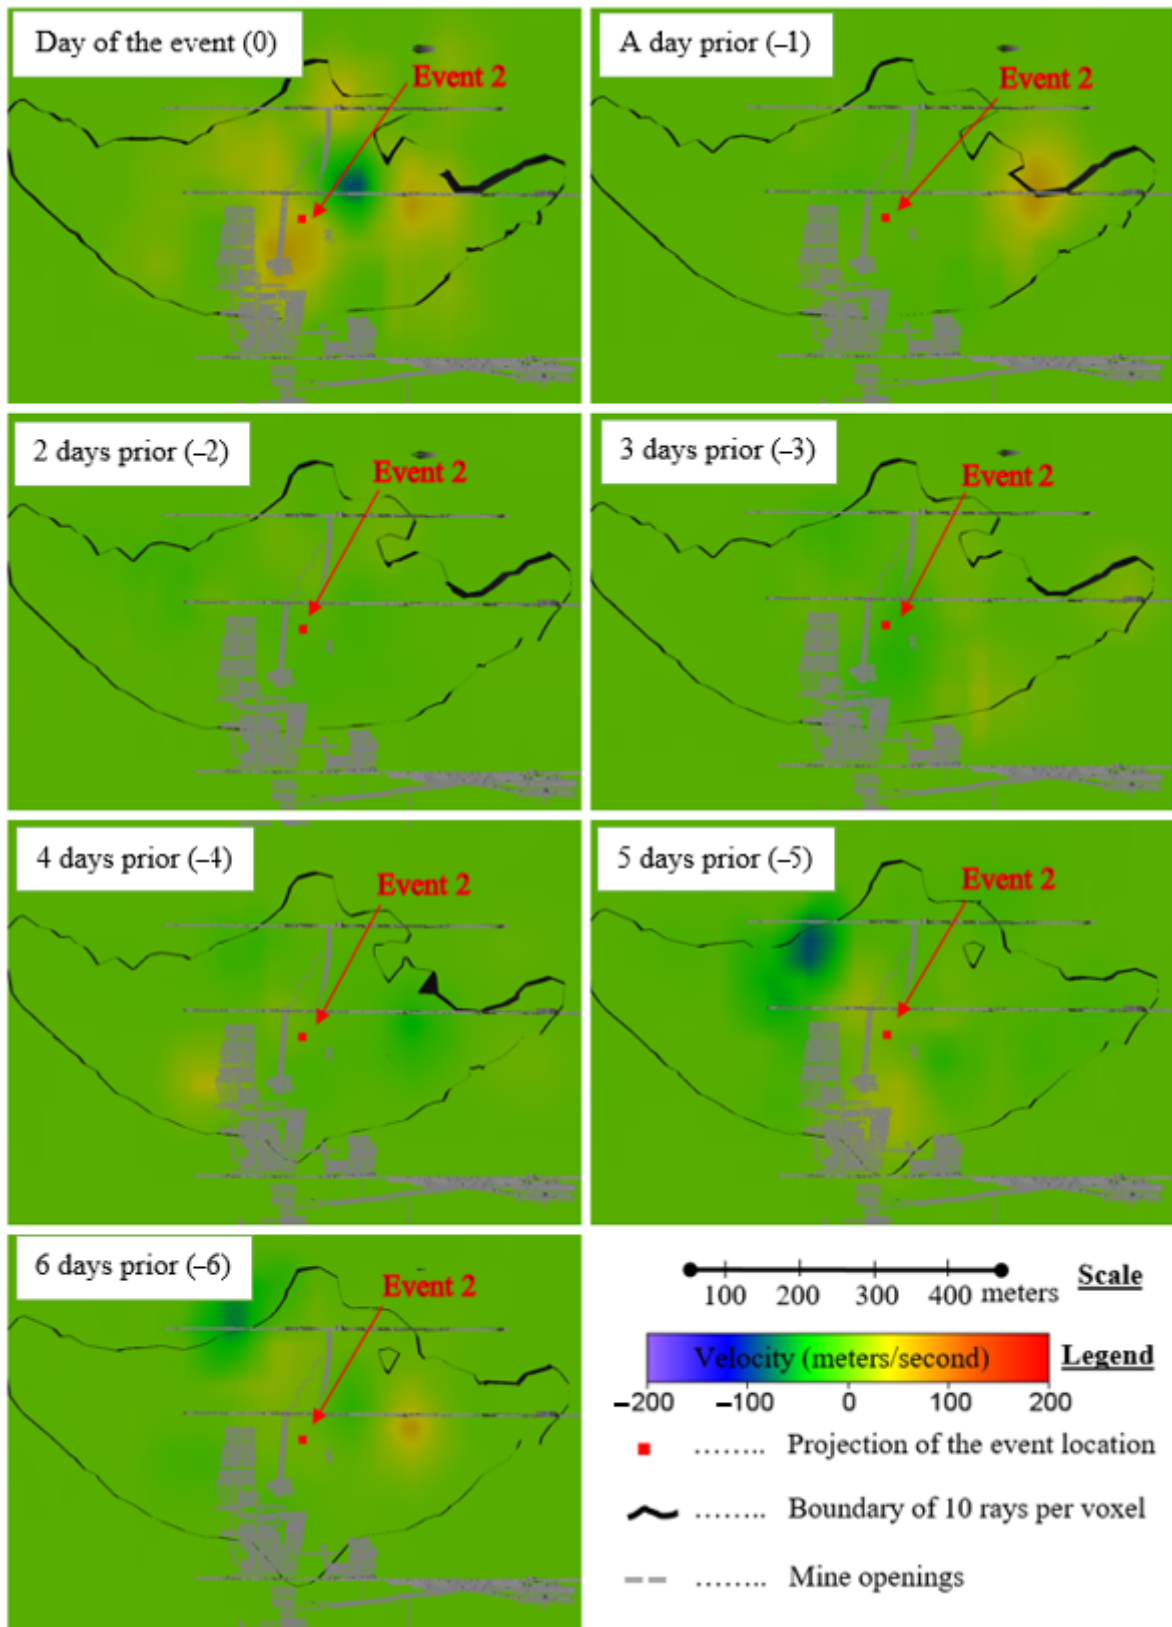 Day of the event (0)
Event 2
A day prior (–1)
Event 2
2 days prior (–2)
Event 2
3 days prior (–3)
Event 2
4 days prior (–4)
Event 2
5 days prior (–5)
Event 2
6 days prior (–6)
Event 2
100 200 300 400 meters Scale
Velocity (meters/second) Legend
–200 –100 0 100 200
........ Projection of the event location
........ Boundary of 10 rays per voxel
........ Mine openings